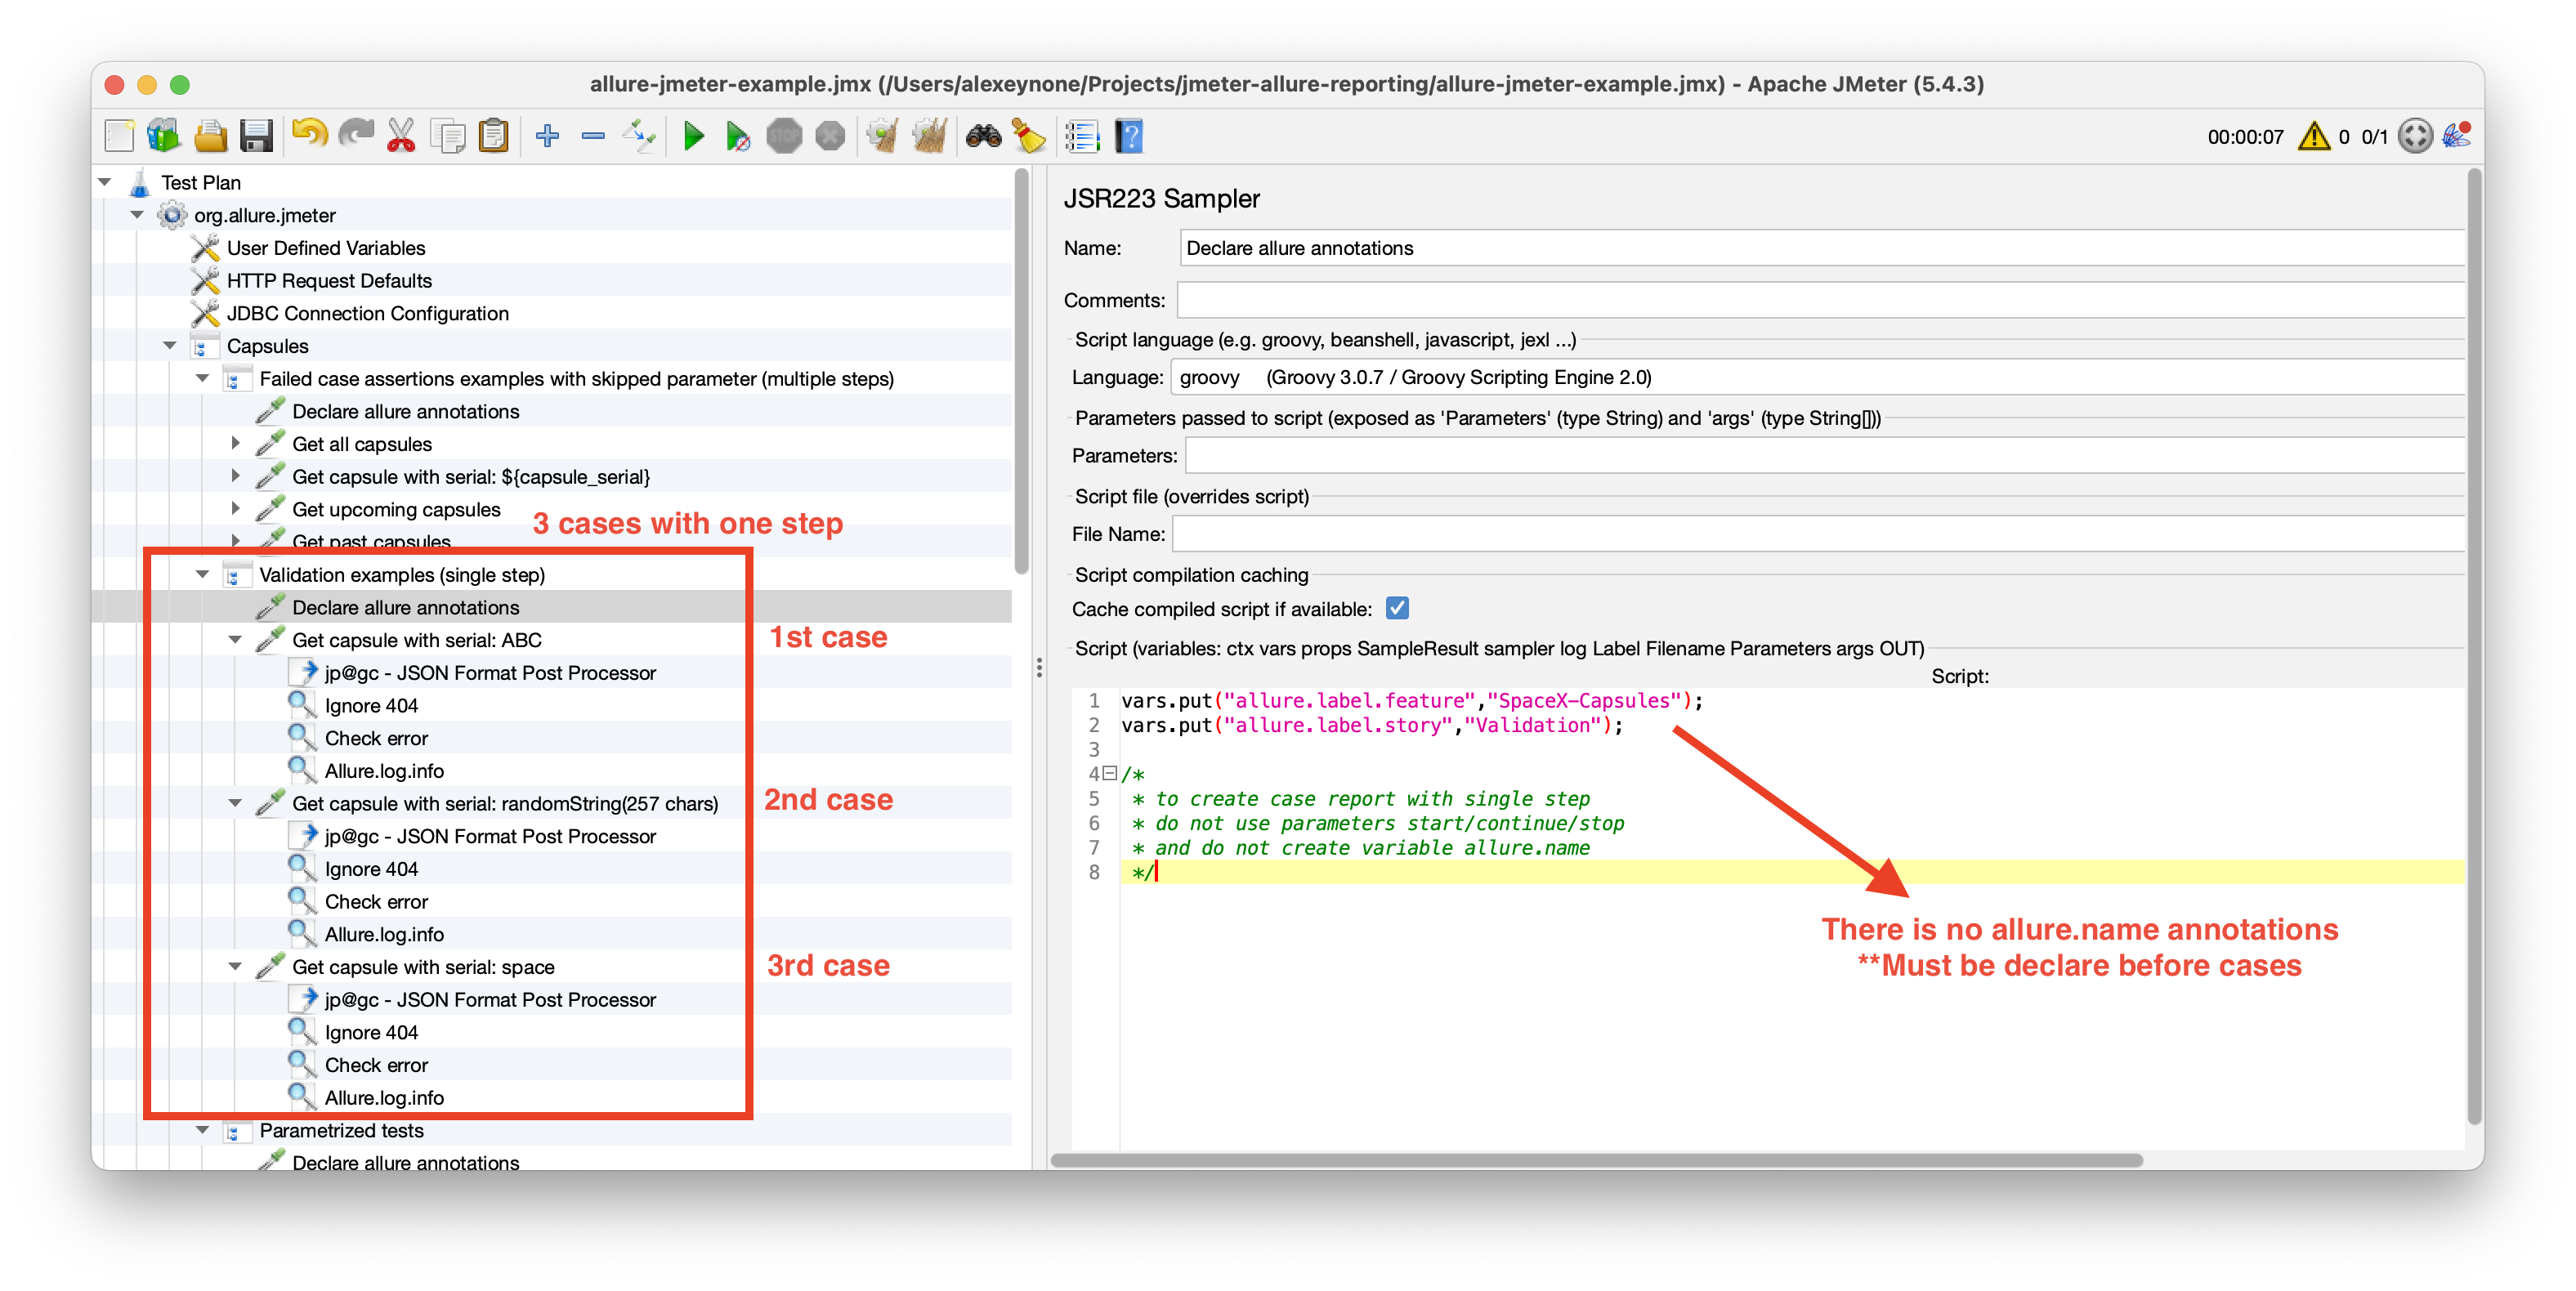 allure-jmeter-example.jmx (/Users/alexeynone/Projects/jmeter-allure-reporting/allure-jmeter-example.jmx) - Apache JMeter (5.4.3)
STOP
00:00:07 0 0/1
Test Plan
org.allure.jmeter
User Defined Variables
HTTP Request Defaults
JDBC Connection Configuration
Capsules
Failed case assertions examples with skipped parameter (multiple steps)
Declare allure annotations
Get all capsules
Get capsule with serial: ${capsule_serial}
Get upcoming capsules
Get past capsules
3 cases with one step
Validation examples (single step)
Declare allure annotations
Get capsule with serial: ABC
1st case
jp@gc - JSON Format Post Processor
Ignore 404
Check error
Allure.log.info
Get capsule with serial: randomString(257 chars)
2nd case
jp@gc - JSON Format Post Processor
Ignore 404
Check error
Allure.log.info
Get capsule with serial: space
3rd case
jp@gc - JSON Format Post Processor
Ignore 404
Check error
Allure.log.info
Parametrized tests
Declare allure annotations
JSR223 Sampler
Name: Declare allure annotations
Comments:
Script language (e.g. groovy, beanshell, javascript, jexl ...)
Language: groovy (Groovy 3.0.7 / Groovy Scripting Engine 2.0)
Parameters passed to script (exposed as 'Parameters' (type String) and 'args' (type String[]))
Parameters:
Script file (overrides script)
File Name:
Script compilation caching
Cache compiled script if available:
Script (variables: ctx vars props SampleResult sampler log Label Filename Parameters args OUT)
Script:
1 vars.put("allure.label.feature","SpaceX-Capsules");
2 vars.put("allure.label.story","Validation");
3
4 /*
5 * to create case report with single step
6 * do not use parameters start/continue/stop
7 * and do not create variable allure.name
8 */
There is no allure.name annotations
**Must be declare before cases